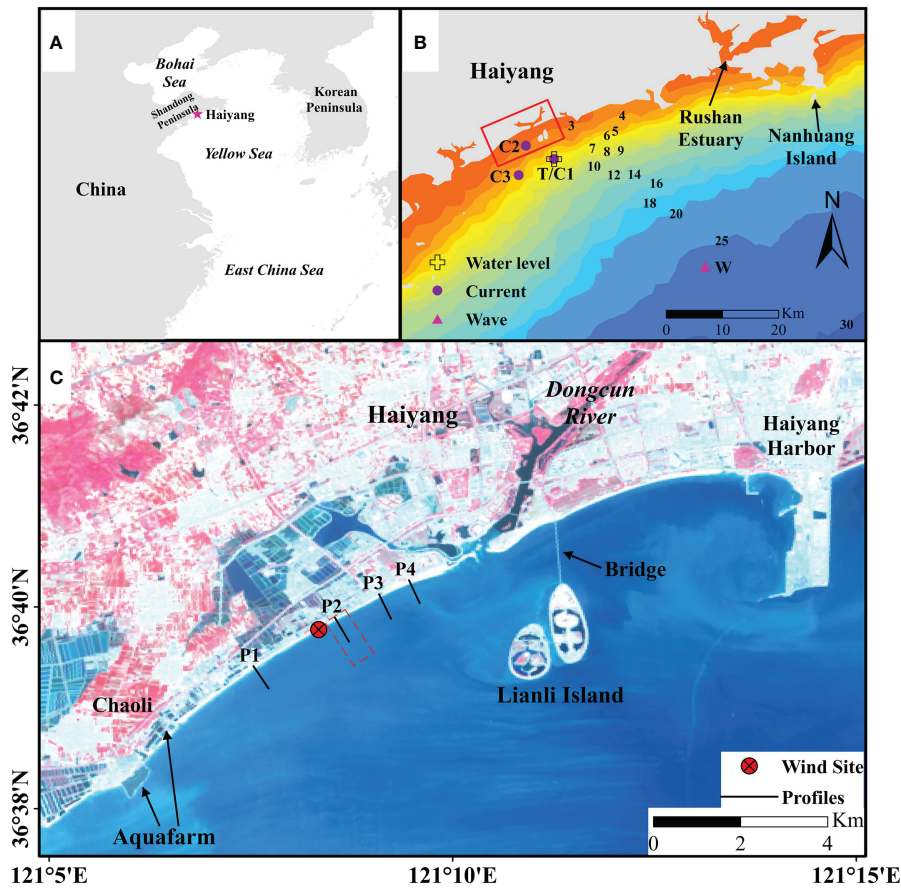 A
Bohai
Sea
Korean
Peninsula
Shandong
Peninsula
Haiyang
Yellow Sea
China
East China Sea
B
Haiyang
Rushan
Estuary
Nanhuang
Island
3
4
5
6
7
8
9
10
12
14
16
18
20
25
30
C2
C3
T/C1
W
N
Water level
Current
Wave
Km
0 10 20
C
36°42'N
36°40'N
36°38'N
Haiyang
Dongcun
River
Haiyang
Harbor
Bridge
P4
P3
P2
P1
Lianli Island
Chaoli
Aquafarm
Wind Site
Profiles
Km
0 2 4
121°5'E 121°10'E 121°15'E